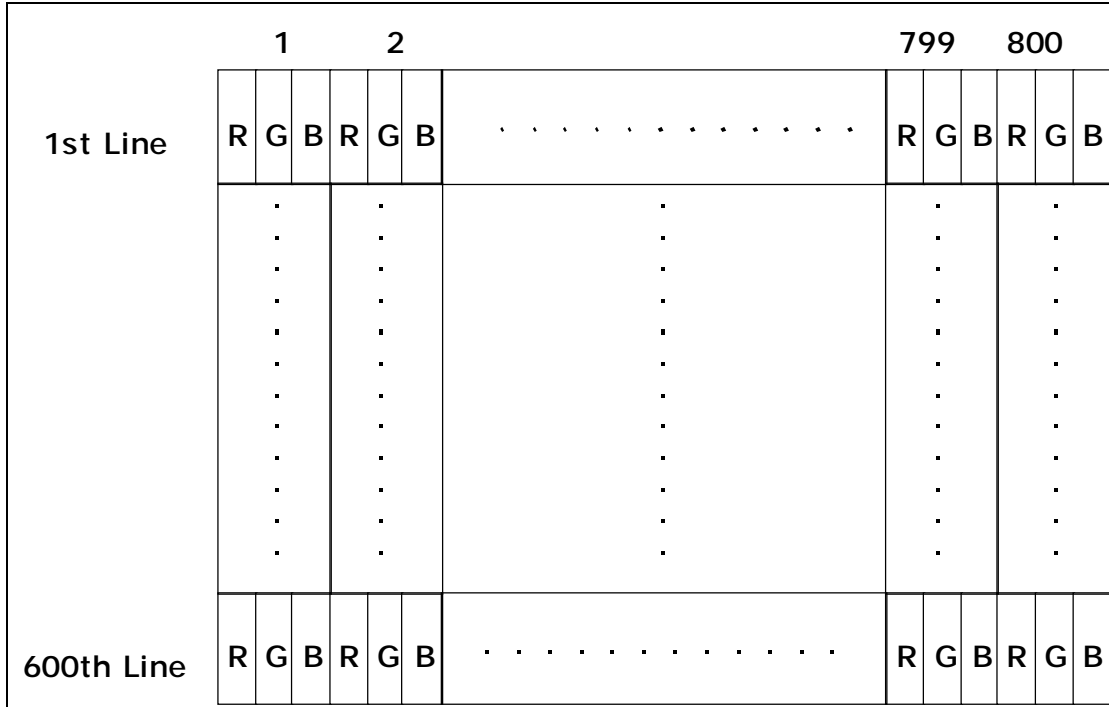 1 2 799 800
1st Line R G B R G B . . . . . . . . . . . . R G B R G B
600th Line R G B R G B . . . . . . . . . . . . R G B R G B